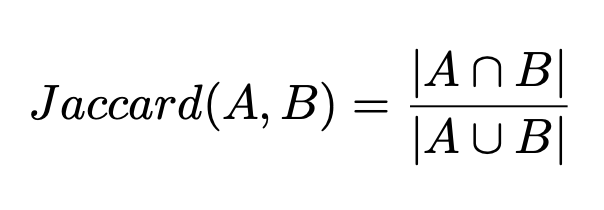 Jaccard(A, B) = |A ∩ B| / |A ∪ B|